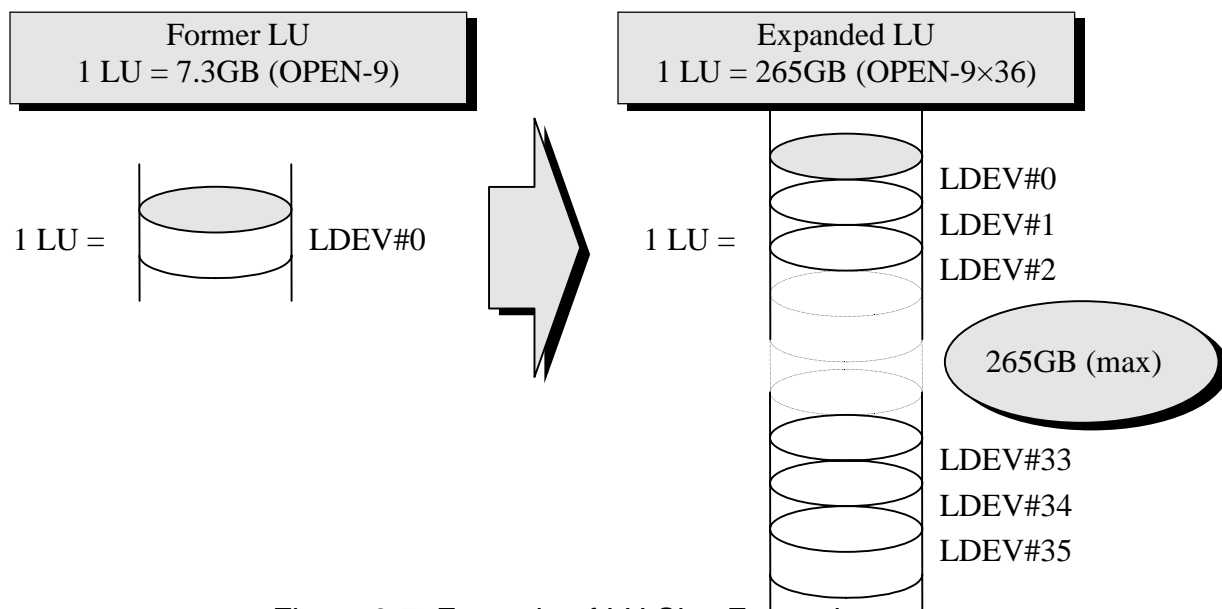 Former LU
1 LU = 7.3GB (OPEN-9)
Expanded LU
1 LU = 265GB (OPEN-9×36)
1 LU =
LDEV#0
1 LU =
LDEV#0
LDEV#1
LDEV#2
265GB (max)
LDEV#33
LDEV#34
LDEV#35